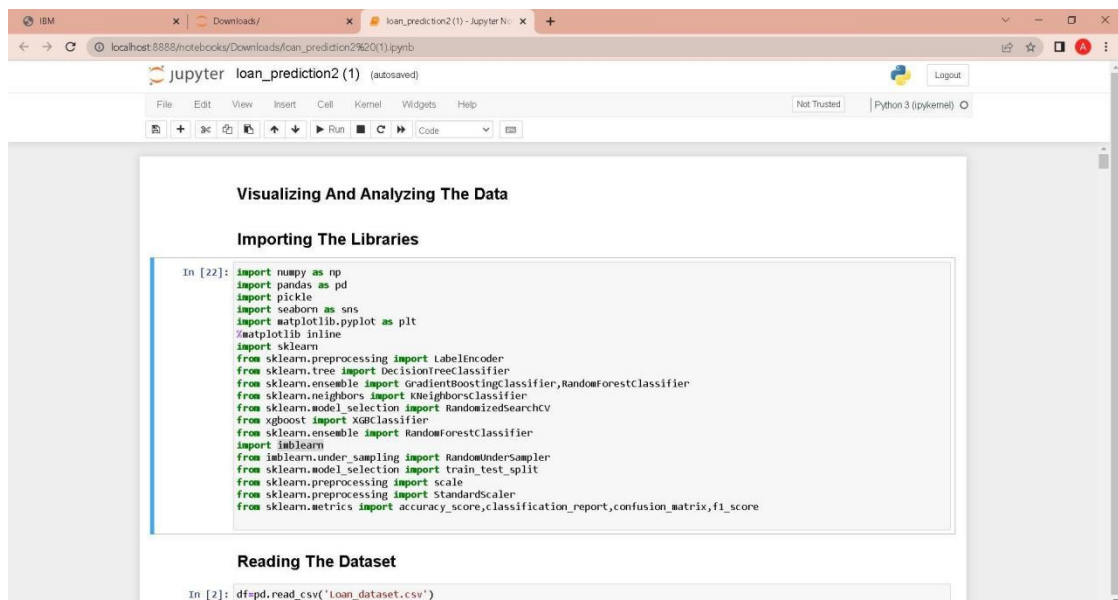 IBM
Downloads/
loan_prediction2 (1) - Jupyter No
localhost:8888/notebooks/Downloads/loan_prediction2%20(1).ipynb
A
jupyter loan_prediction2 (1) (autosaved)
Logout
File Edit View Insert Cell Kernel Widgets Help
Not Trusted
Python 3 (ipykernel)
Run
Code
Visualizing And Analyzing The Data
Importing The Libraries
In [22]: import numpy as np
import pandas as pd
import pickle
import seaborn as sns
import matplotlib.pyplot as plt
%matplotlib inline
import sklearn
from sklearn.preprocessing import LabelEncoder
from sklearn.tree import DecisionTreeClassifier
from sklearn.ensemble import GradientBoostingClassifier,RandomForestClassifier
from sklearn.neighbors import KNeighborsClassifier
from sklearn.model_selection import RandomizedSearchCV
from xgboost import XGBClassifier
from sklearn.ensemble import RandomForestClassifier
import imblearn
from imblearn.under_sampling import RandomUnderSampler
from sklearn.model_selection import train_test_split
from sklearn.preprocessing import scale
from sklearn.preprocessing import StandardScaler
from sklearn.metrics import accuracy_score,classification_report,confusion_matrix,f1_score
Reading The Dataset
In [2]: df=pd.read_csv('Loan_dataset.csv')